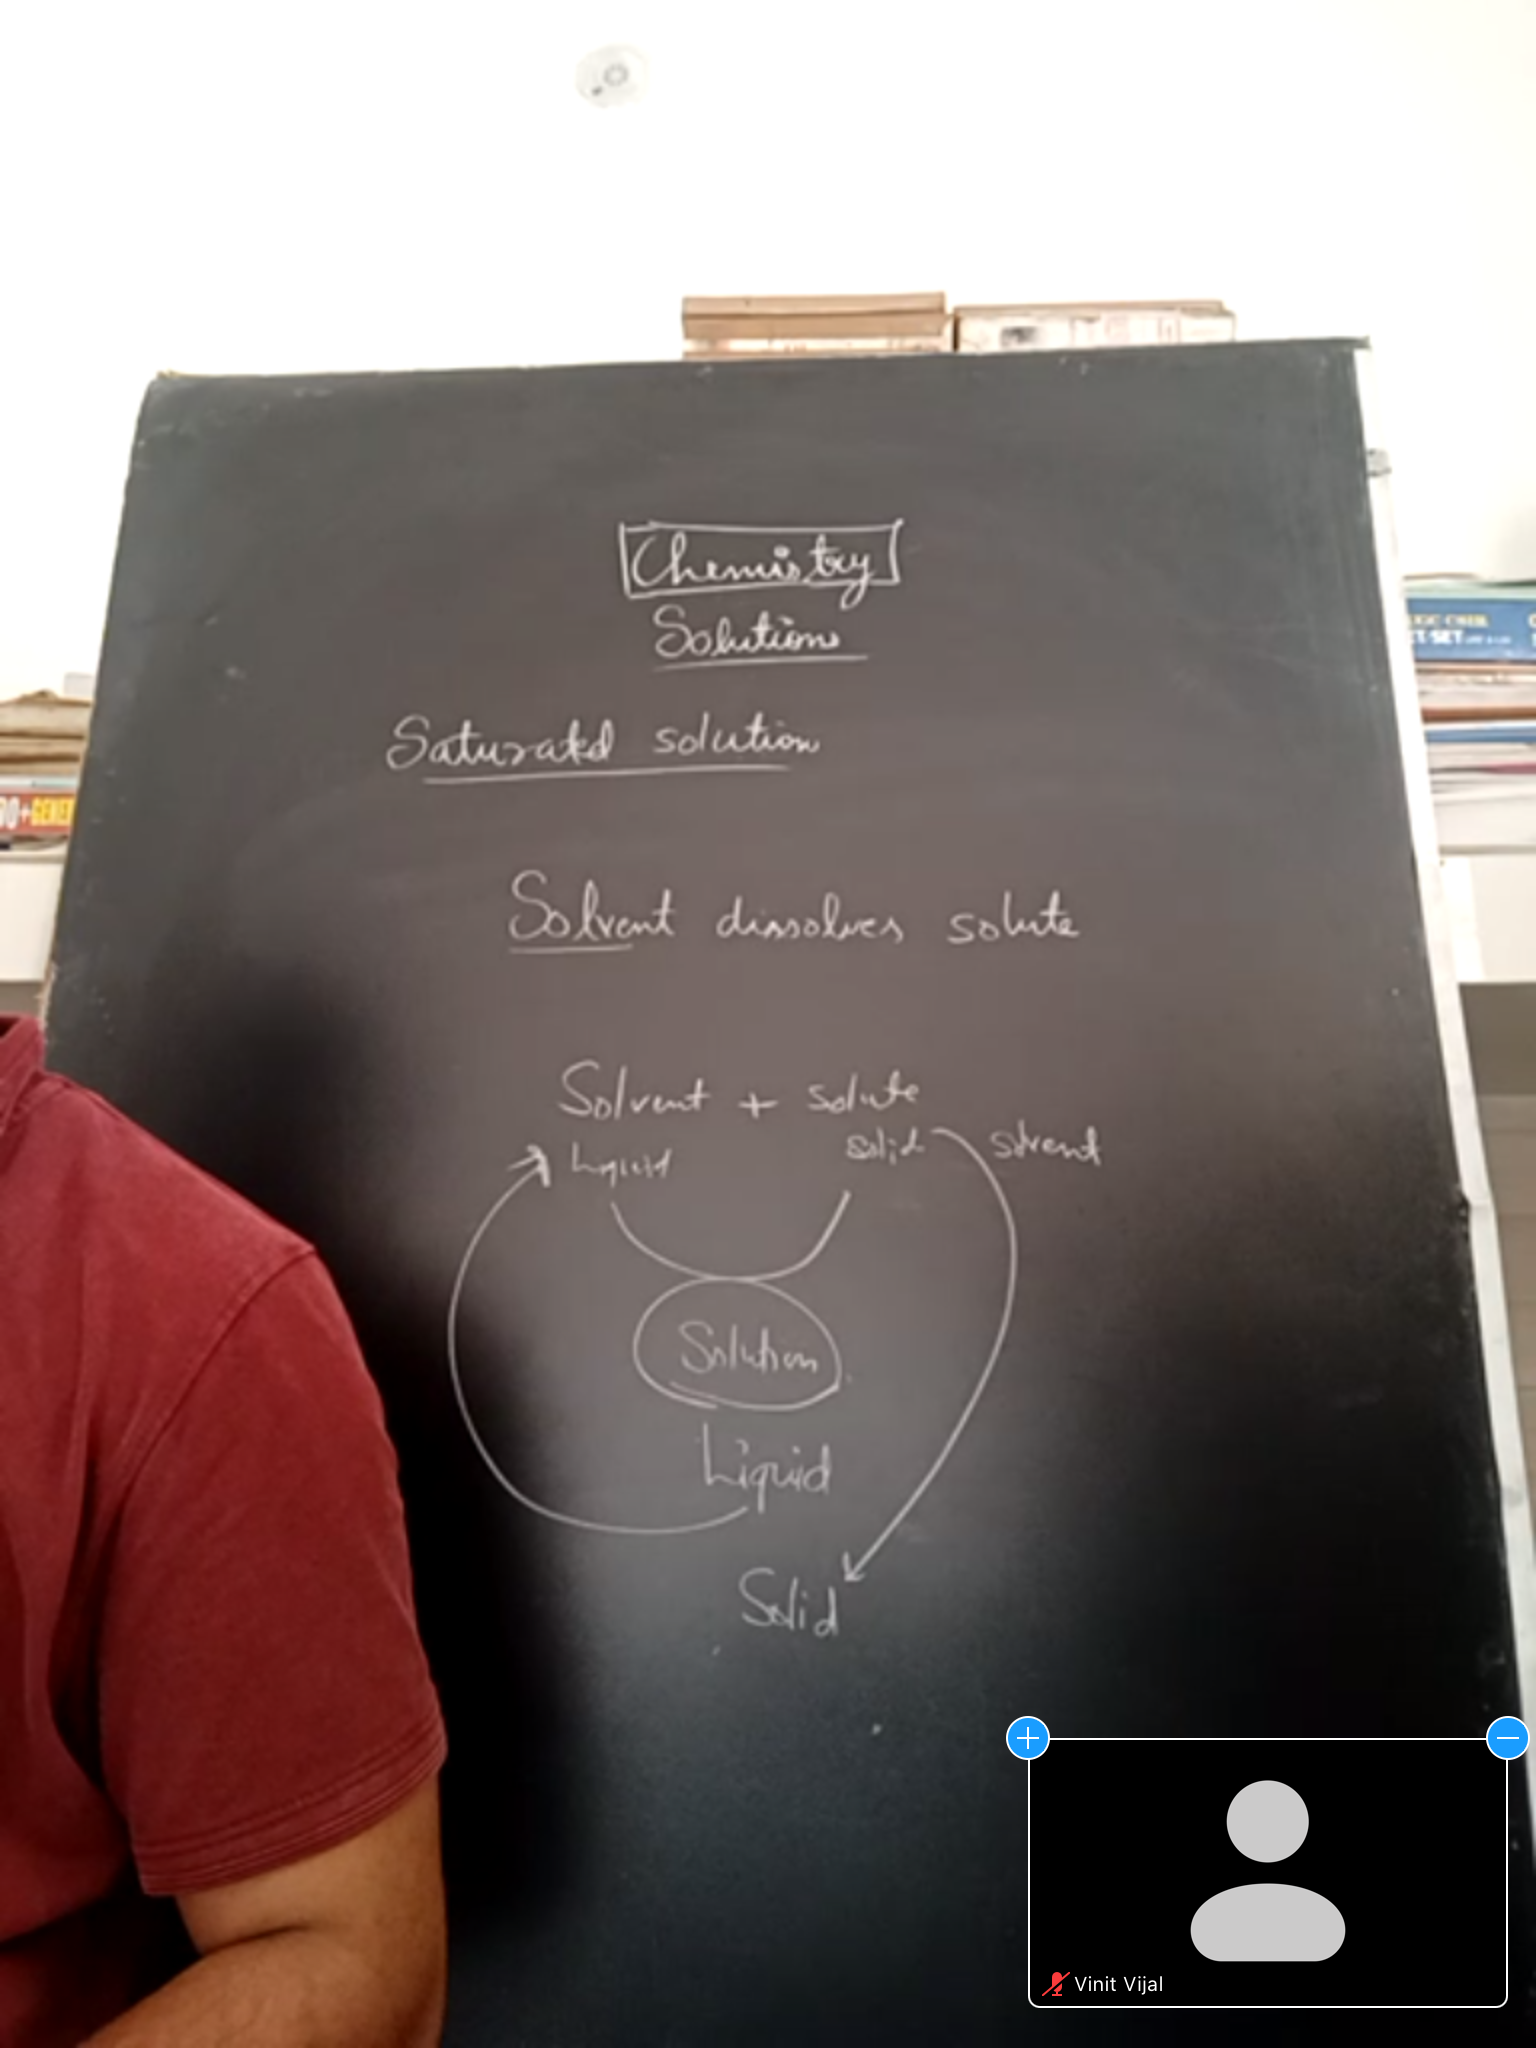 Chemistry
Solutions
Saturated solution
Solvent dissolves solute
Solvent + solute
Liquid solid solvent
Solution
Liquid
Solid
Vinit Vijal